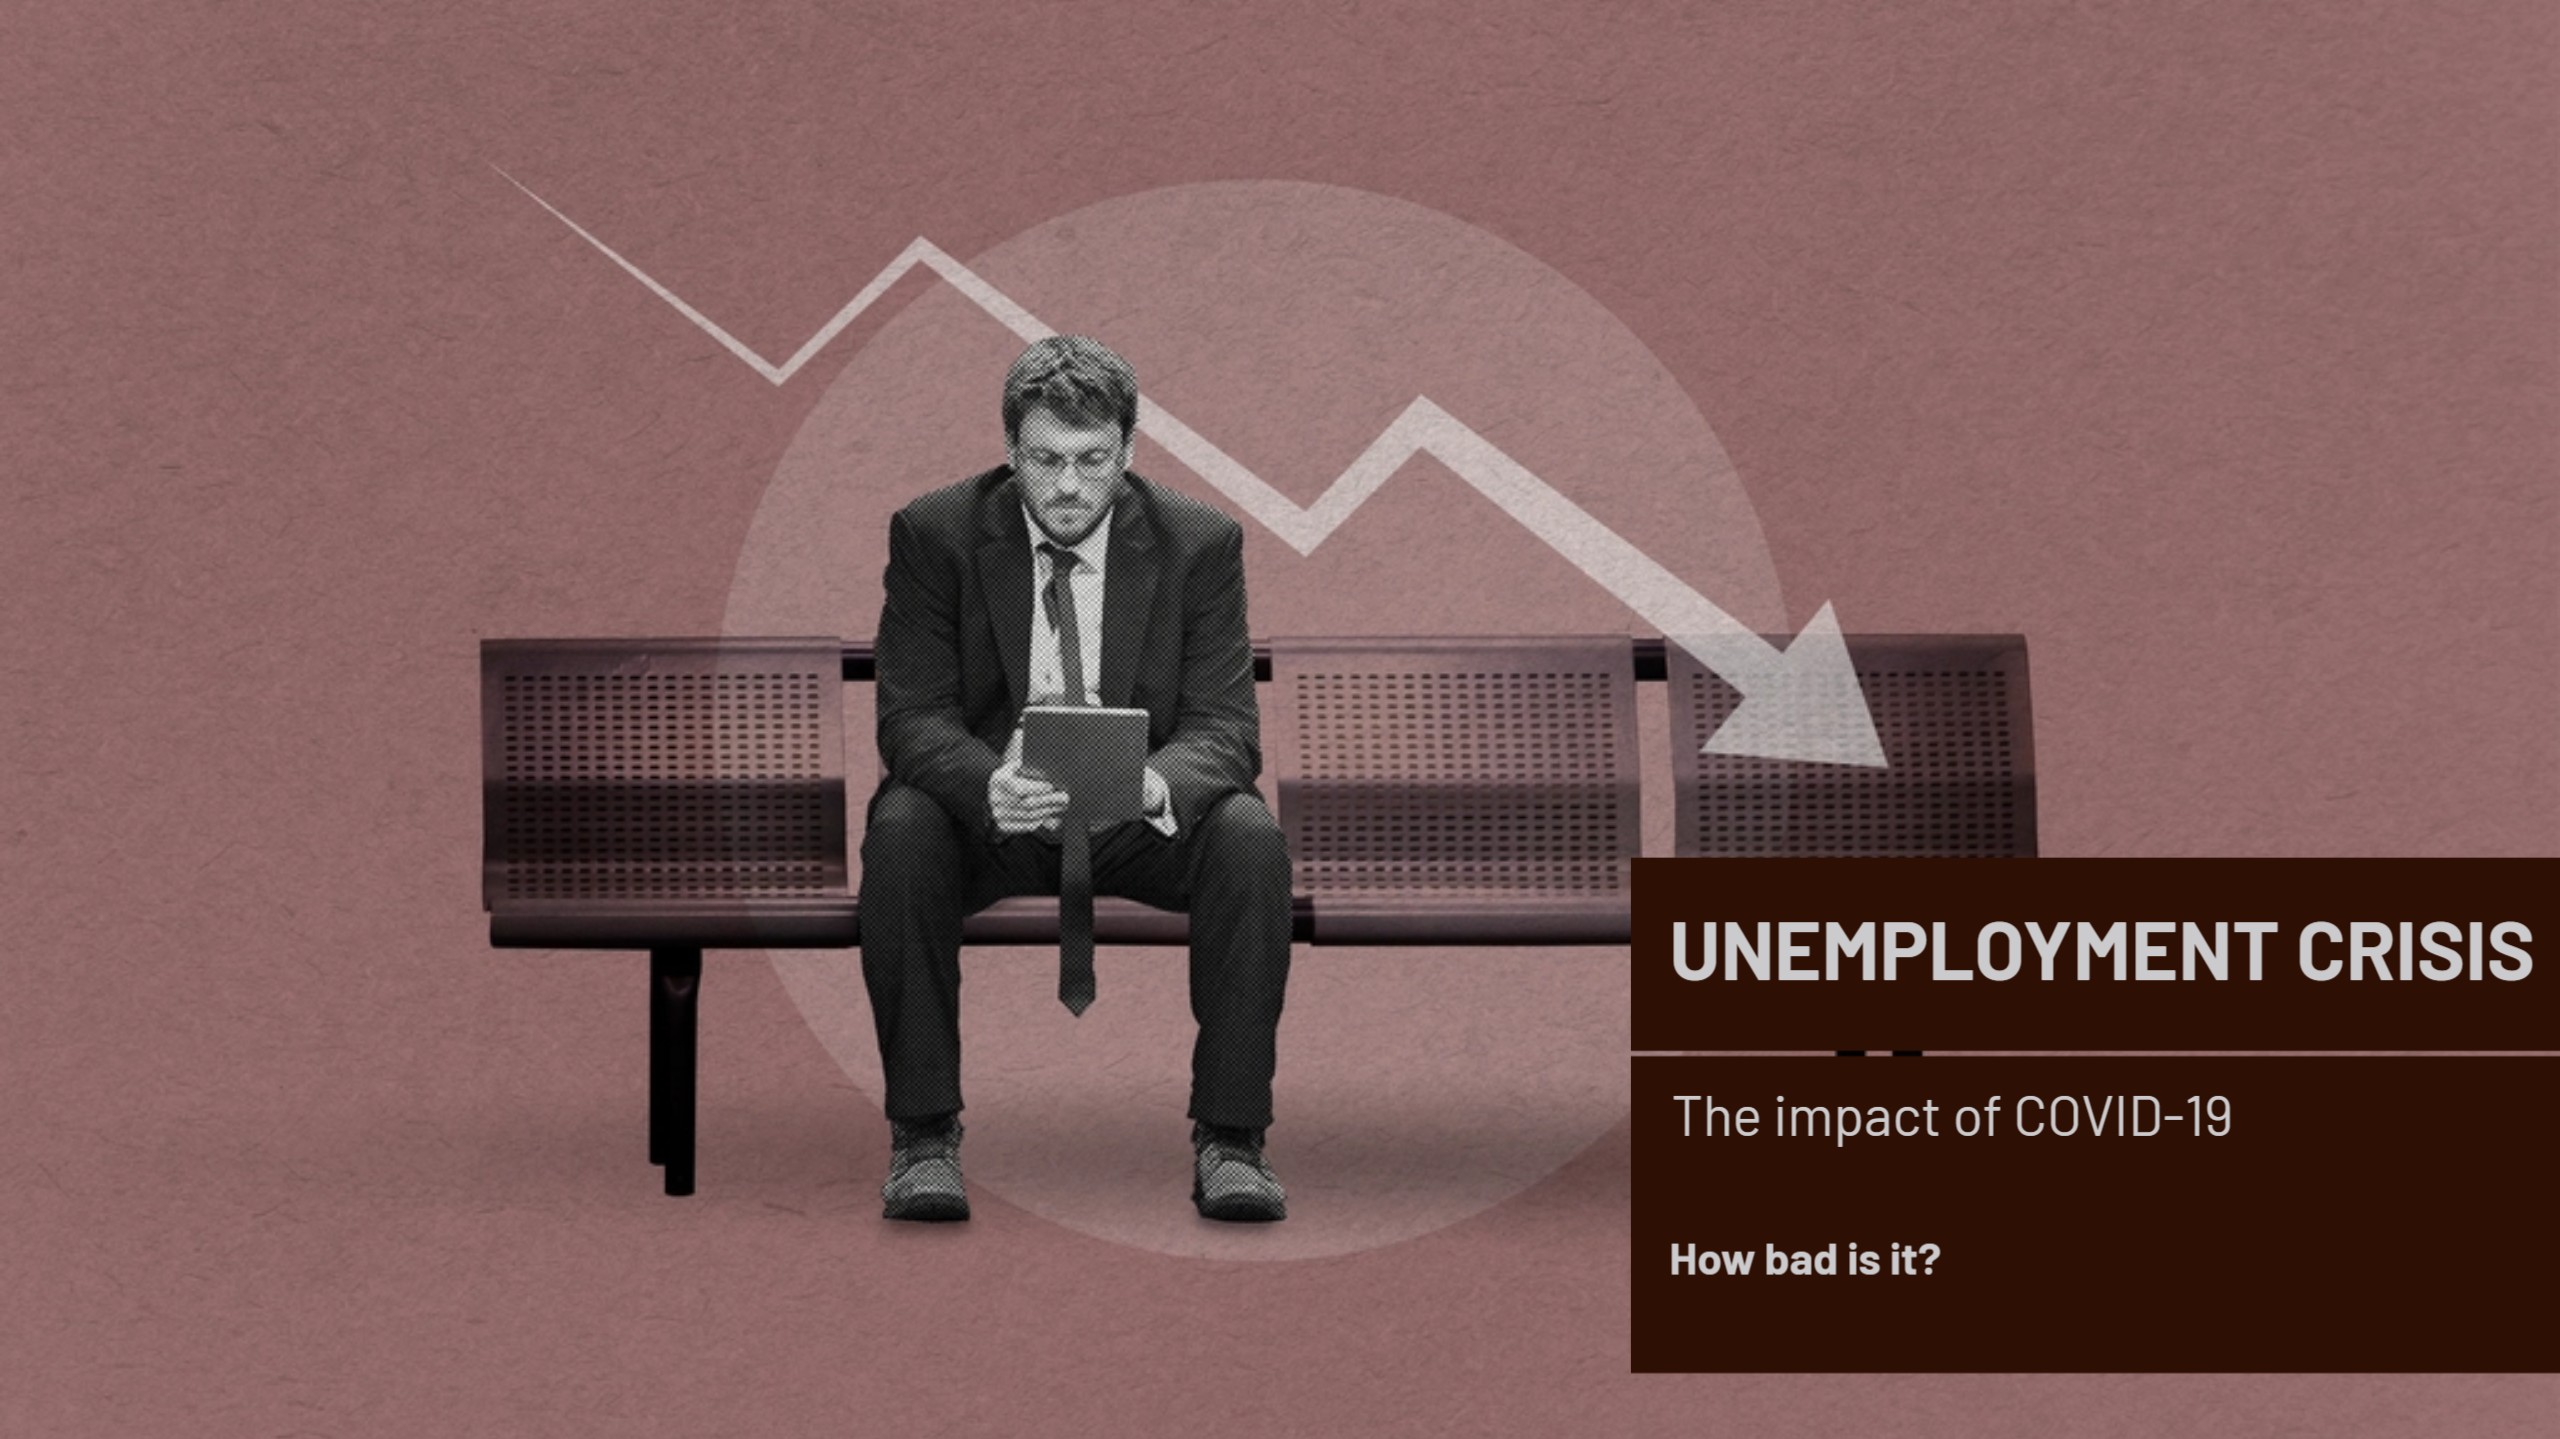 UNEMPLOYMENT CRISIS
The impact of COVID-19
How bad is it?